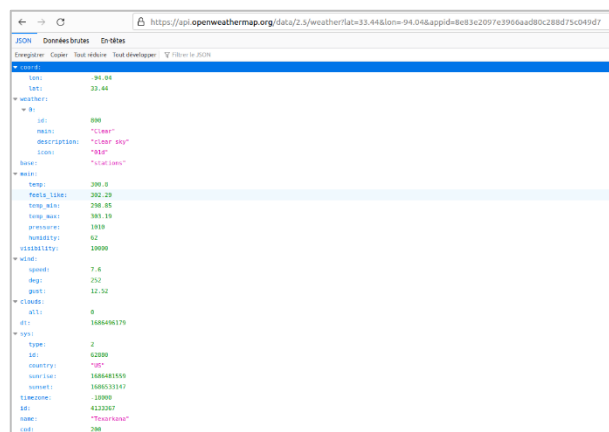 https://api.openweathermap.org/data/2.5/weather?lat=33.44&lon=-94.04&appid=8e83e2097e3966aad80c288d75c049d7
JSON Données brutes En-têtes
Enregistrer Copier Tout réduire Tout développer Filtrer le JSON
coord:
lon: -94.04
lat: 33.44
weather:
0:
id: 800
main: "Clear"
description: "clear sky"
icon: "01d"
base: "stations"
main:
temp: 300.8
feels_like: 302.29
temp_min: 298.85
temp_max: 303.19
pressure: 1010
humidity: 62
visibility: 10000
wind:
speed: 7.6
deg: 252
gust: 12.52
clouds:
all: 0
dt: 1686496179
sys:
type: 2
id: 62880
country: "US"
sunrise: 1686481559
sunset: 1686533147
timezone: -18000
id: 4133367
name: "Texarkana"
cod: 200